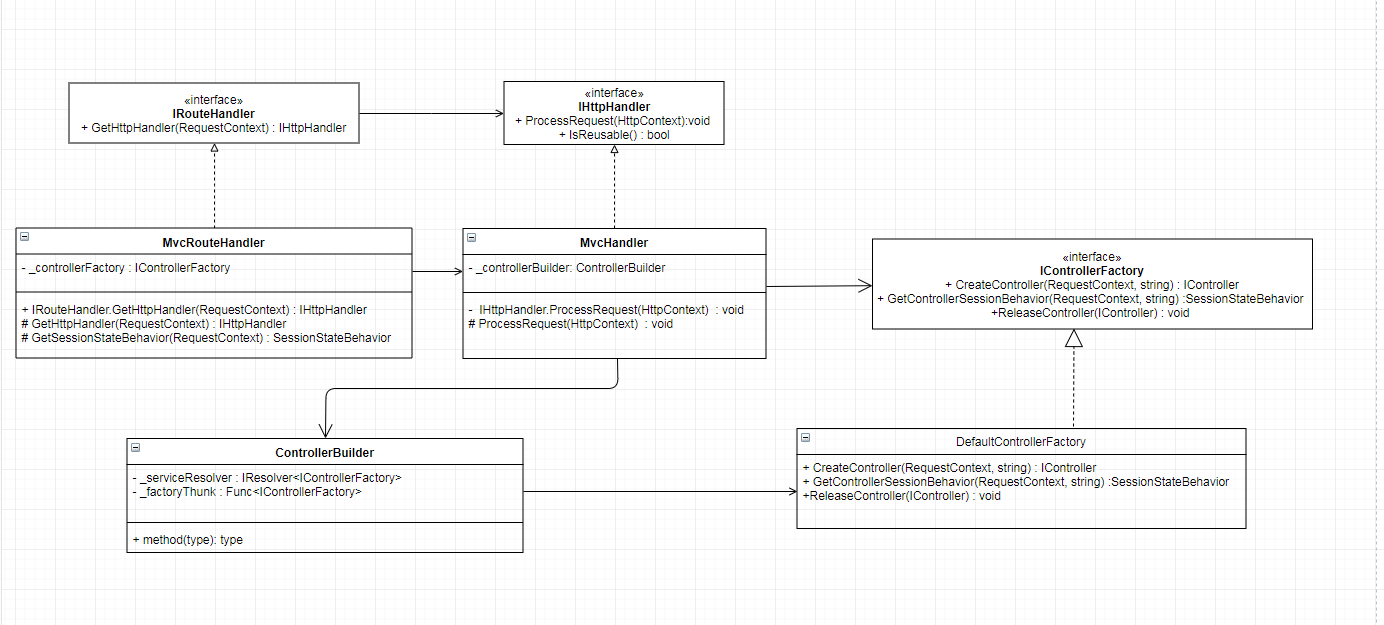 «interface»
IRouteHandler
+ GetHttpHandler(RequestContext) : IHttpHandler
«interface»
IHttpHandler
+ ProcessRequest(HttpContext):void
+ IsReusable() : bool
MvcRouteHandler
- _controllerFactory : IControllerFactory
+ IRouteHandler.GetHttpHandler(RequestContext) : IHttpHandler
# GetHttpHandler(RequestContext) : IHttpHandler
# GetSessionStateBehavior(RequestContext) : SessionStateBehavior
MvcHandler
- _controllerBuilder: ControllerBuilder
- IHttpHandler.ProcessRequest(HttpContext) : void
# ProcessRequest(HttpContext) : void
«interface»
IControllerFactory
+ CreateController(RequestContext, string) : IController
+ GetControllerSessionBehavior(RequestContext, string) :SessionStateBehavior
+ReleaseController(IController) : void
ControllerBuilder
- _serviceResolver : IResolver<IControllerFactory>
- _factoryThunk : Func<IControllerFactory>
+ method(type): type
DefaultControllerFactory
+ CreateController(RequestContext, string) : IController
+ GetControllerSessionBehavior(RequestContext, string) :SessionStateBehavior
+ReleaseController(IController) : void